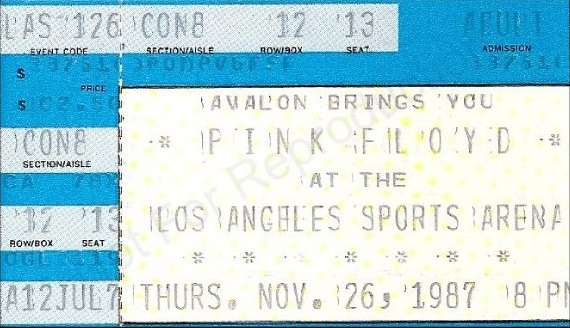 LAS 126 CON8 12 13 ADULT
EVENT CODE SECTION/AISLE ROW/BOX SEAT ADMISSION
$
PRICE
$
AVALON BRINGS YOU
CON8 * PINK FLOYD *
SECTION/AISLE
AT THE
12 13 LOS ANGELES SPORTS ARENA
ROW/BOX SEAT * * * * * *
A12JUL7 THURS. NOV. 26, 1987 8 PM